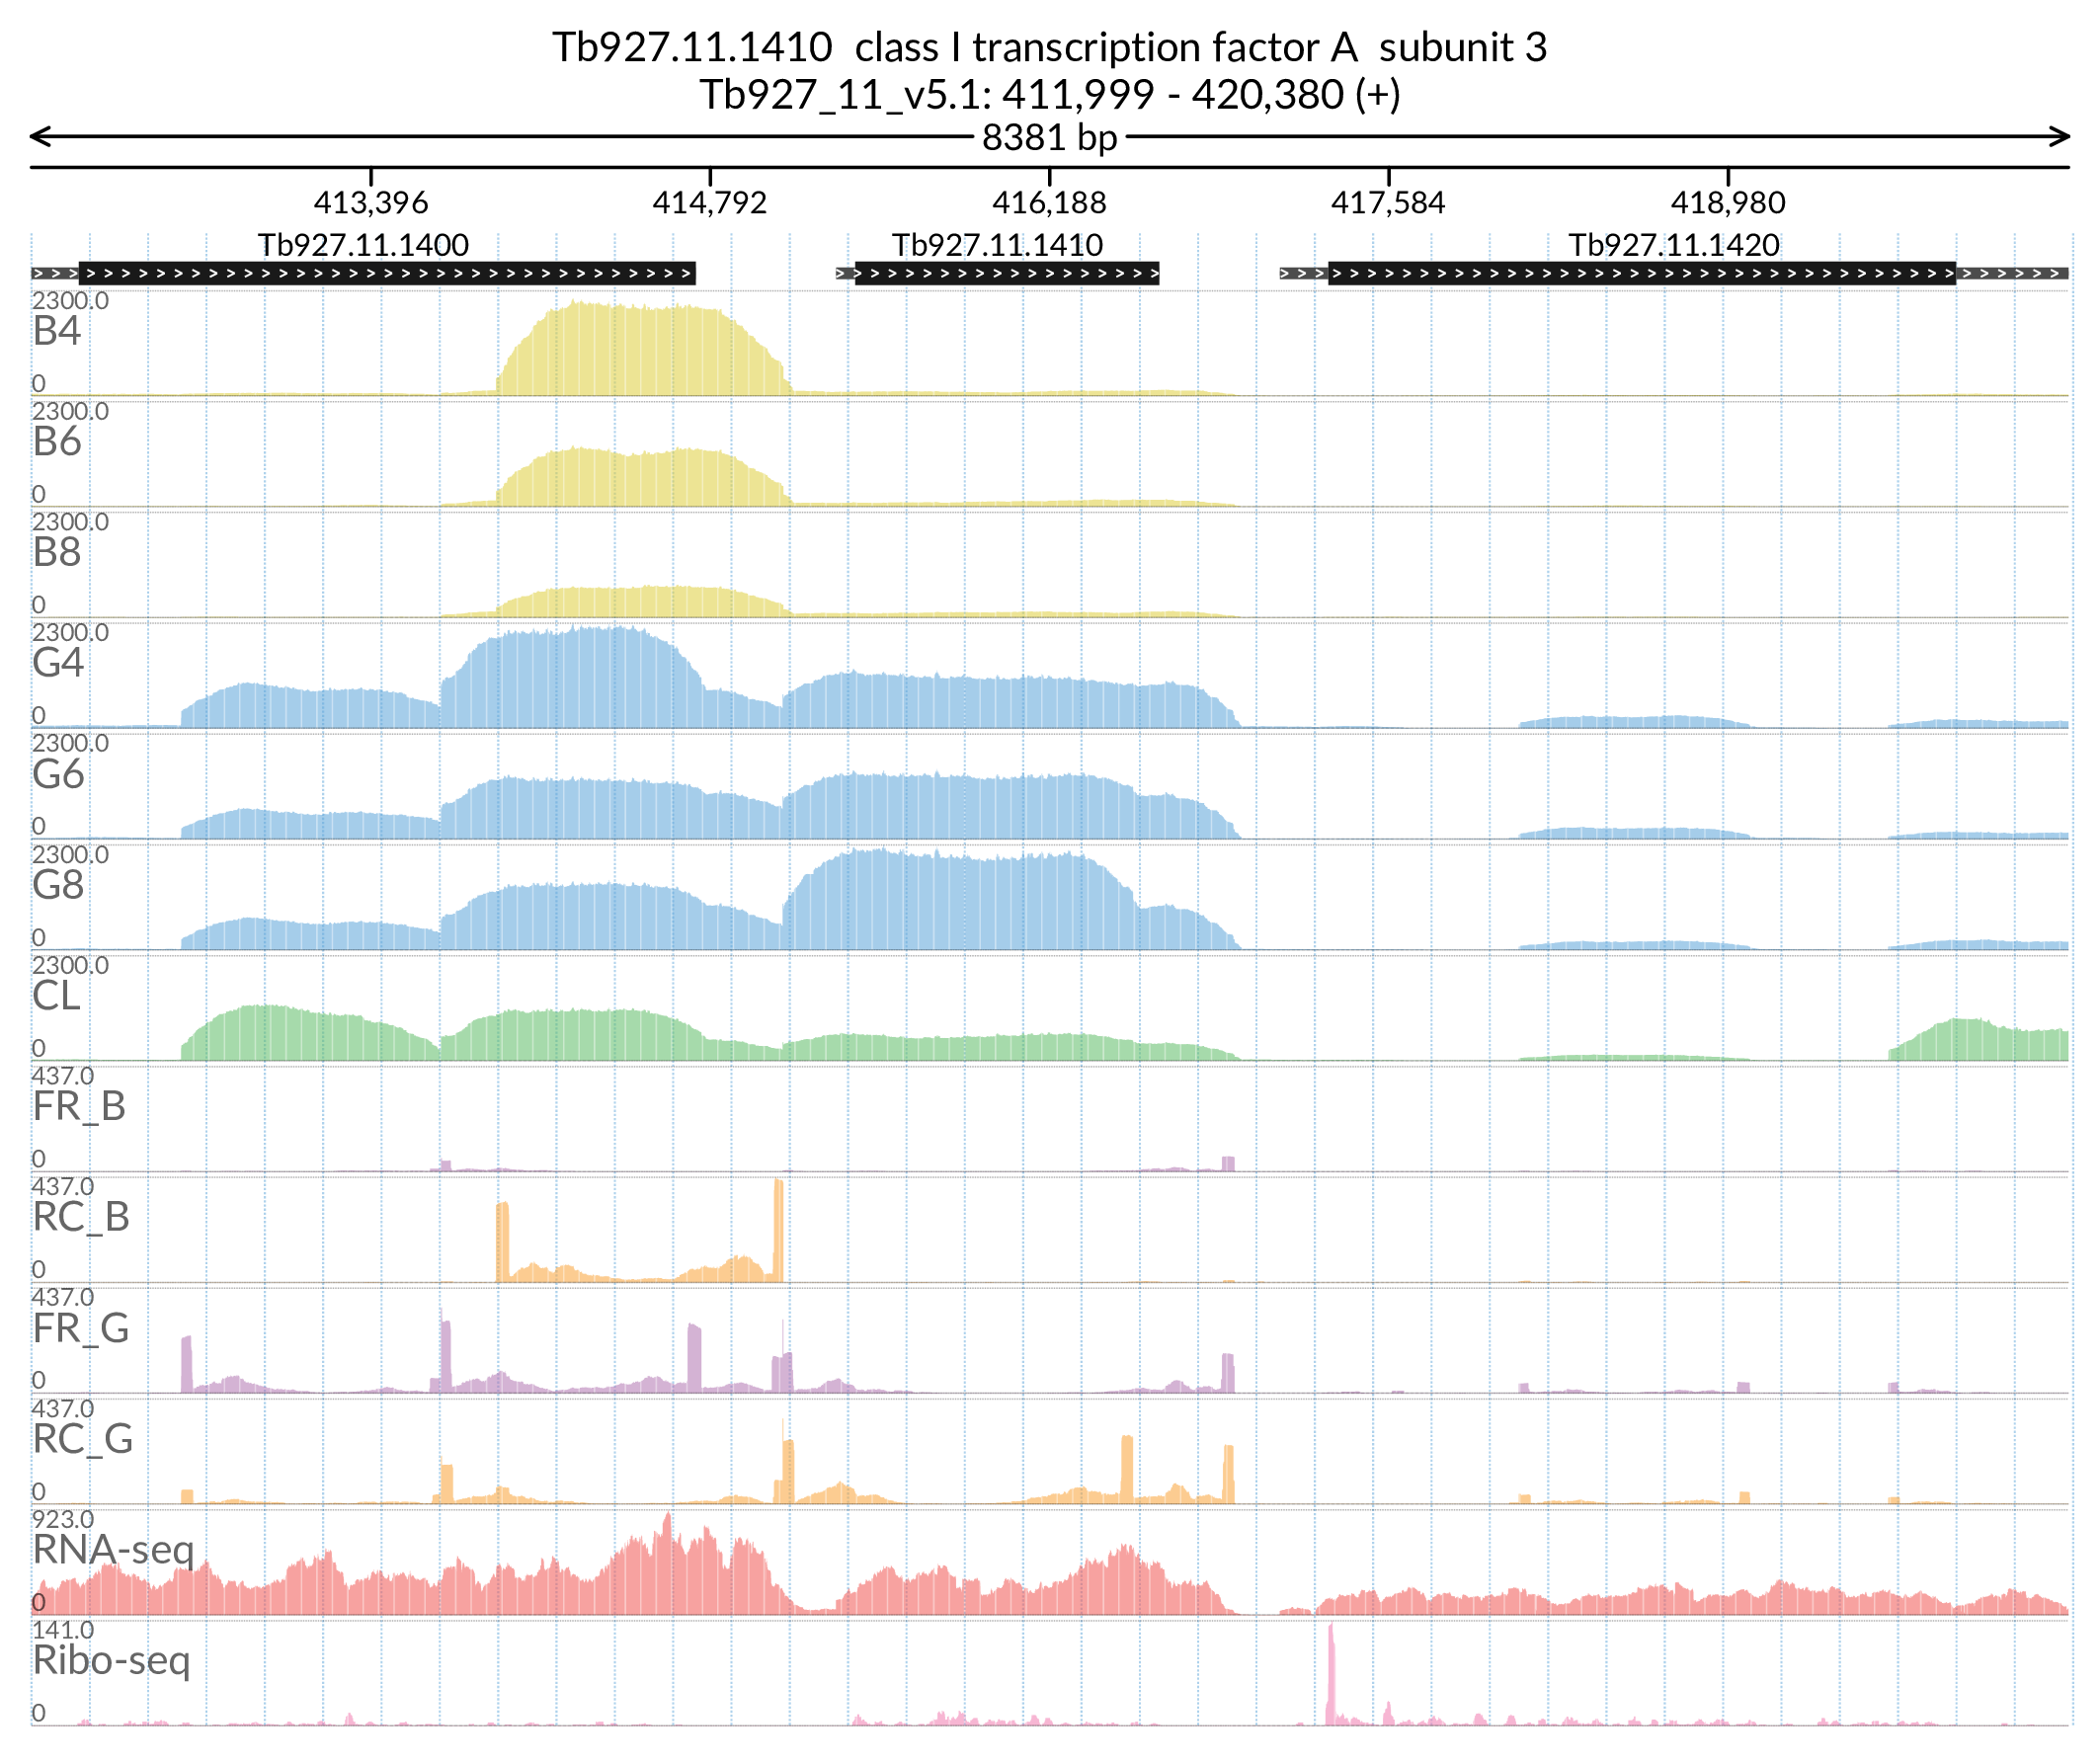 Tb927.11.1410 class I transcription factor A subunit 3
Tb927_11_v5.1: 411,999 - 420,380 (+)
8381 bp
413,396 414,792 416,188 417,584 418,980
Tb927.11.1400 Tb927.11.1410 Tb927.11.1420
2300.0
B4
0
2300.0
B6
0
2300.0
B8
0
2300.0
G4
0
2300.0
G6
0
2300.0
G8
0
2300.0
CL
0
437.0
FR_B
0
437.0
RC_B
0
437.0
FR_G
0
437.0
RC_G
0
923.0
RNA-seq
0
141.0
Ribo-seq
0